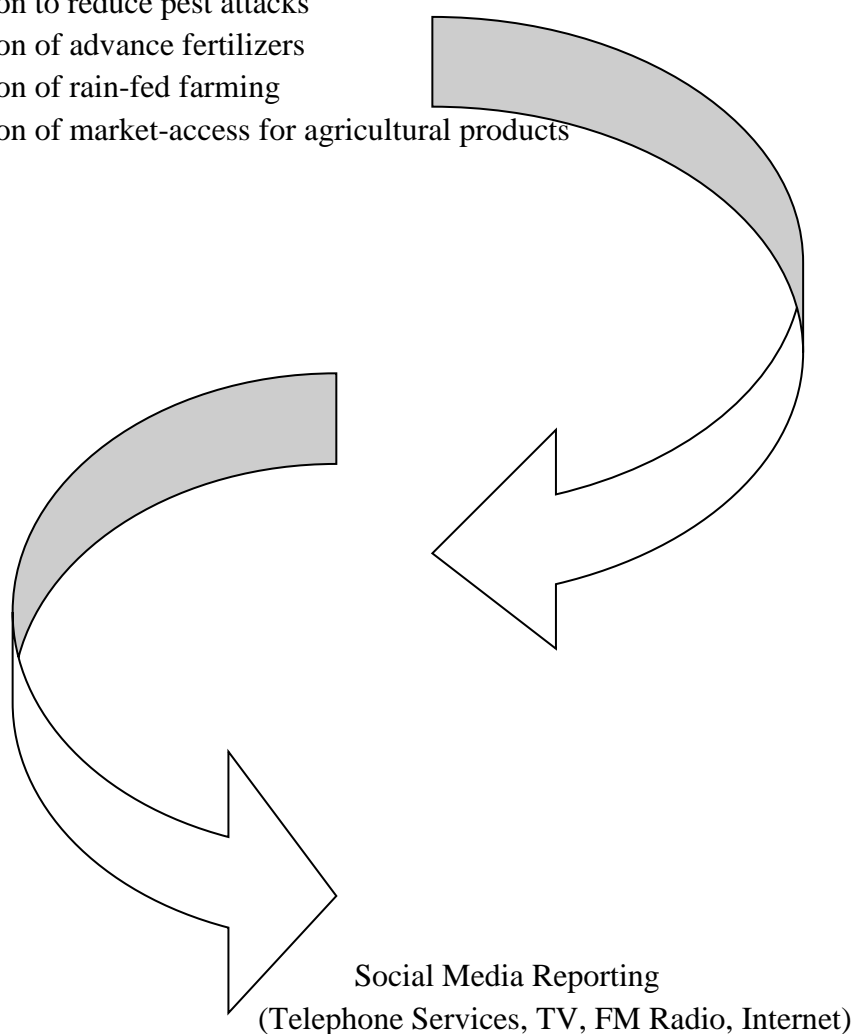 on to reduce pest attacks
on of advance fertilizers
on of rain-fed farming
on of market-access for agricultural products
Social Media Reporting
(Telephone Services, TV, FM Radio, Internet)